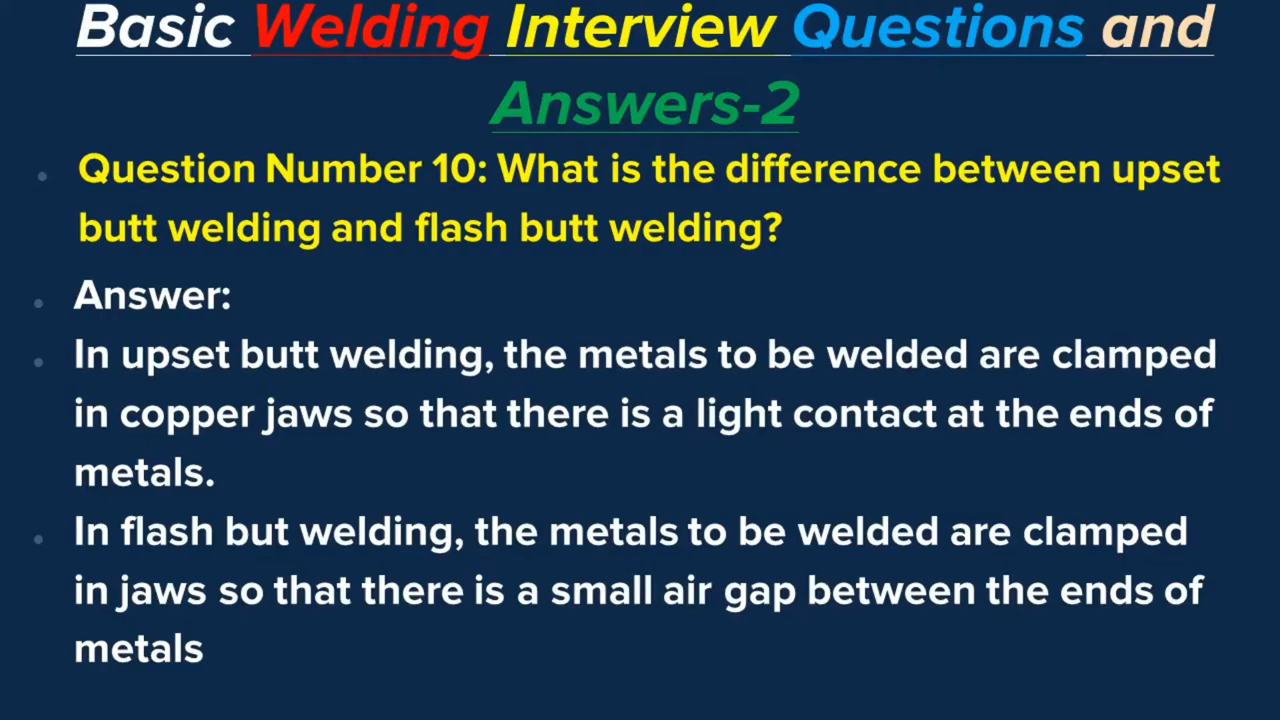 Basic Welding Interview Questions and
Answers-2
Question Number 10: What is the difference between upset
butt welding and flash butt welding?
Answer:
In upset butt welding, the metals to be welded are clamped
in copper jaws so that there is a light contact at the ends of
metals.
In flash but welding, the metals to be welded are clamped
in jaws so that there is a small air gap between the ends of
metals